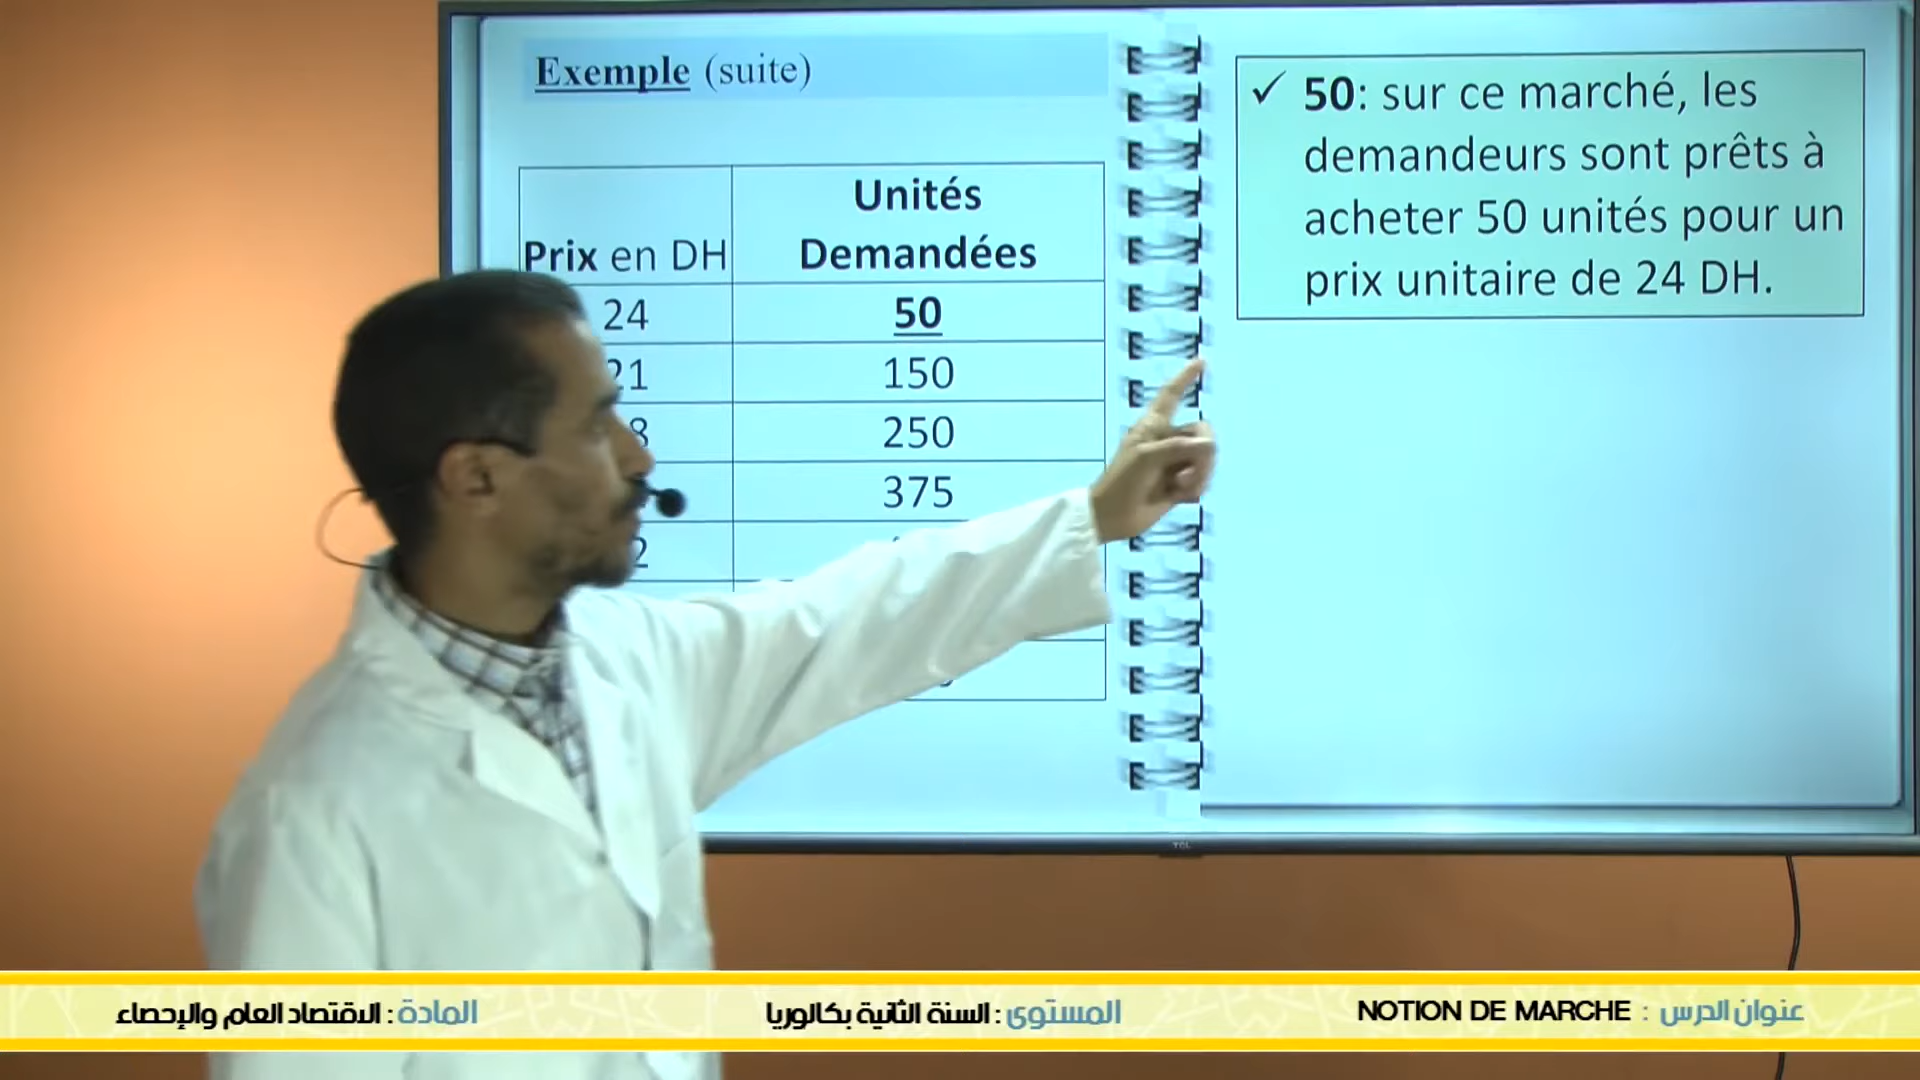 Exemple (suite)
Prix en DH
Unités
Demandées
24
50
21
150
250
375
✓ 50: sur ce marché, les
demandeurs sont prêts à
acheter 50 unités pour un
prix unitaire de 24 DH.
TCL
عنوان الدرس : NOTION DE MARCHE
المستوى : السنة الثانية بكالوريا
المادة : الاقتصاد العام والإحصاء